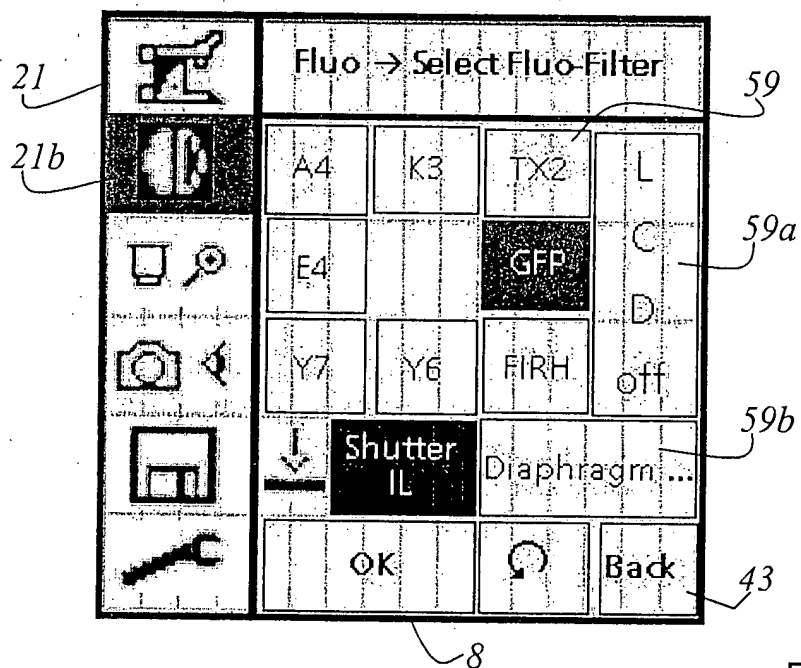 21
21b
Fluo → Select Fluo-Filter
59
A4 K3 TX2
E4 GFP
Y7 Y6 FIRH
L
C
D
off
59a
59b
Shutter
IL
Diaphragm ...
OK
Back
43
8